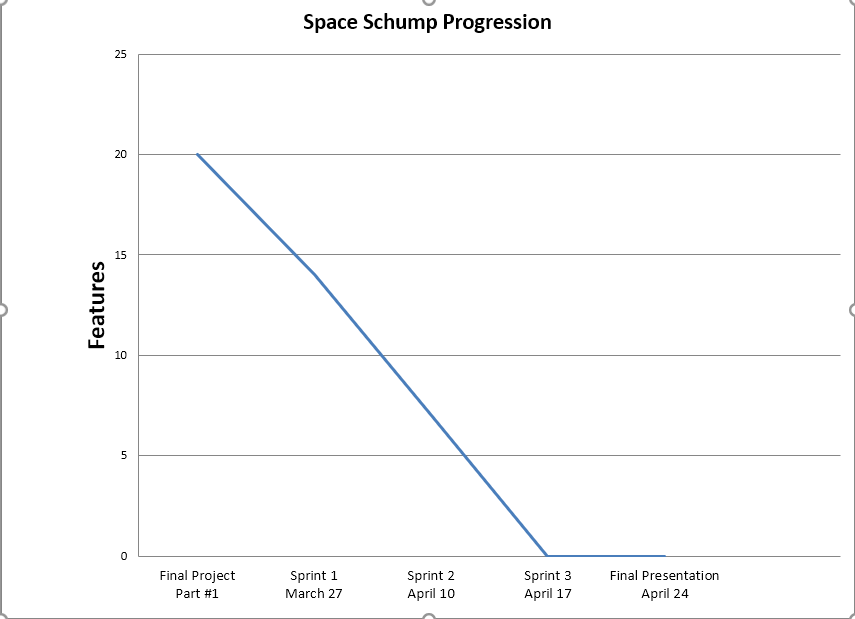 Space Schump Progression
25
20
15
10
5
0
Features
Final Project
Part #1
Sprint 1
March 27
Sprint 2
April 10
Sprint 3
April 17
Final Presentation
April 24